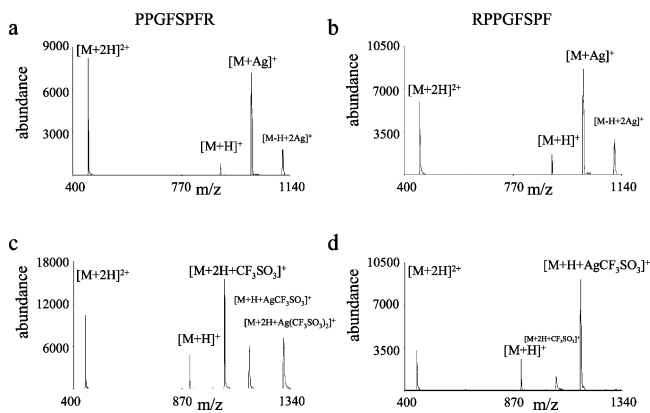 PPGFSPFR
RPPGFSPF
a
9000
6000
3000
abundance
[M+2H]²⁺
[M+H]⁺
[M+Ag]⁺
[M-H+2Ag]⁺
400
770
m/z
1140
b
10500
7000
3500
abundance
[M+2H]²⁺
[M+H]⁺
[M+Ag]⁺
[M-H+2Ag]⁺
400
770
m/z
1140
c
18000
12000
6000
abundance
[M+2H]²⁺
[M+H]⁺
[M+2H+CF₃SO₃]⁺
[M+H+AgCF₃SO₃]⁺
[M+2H+Ag(CF₃SO₃)₂]⁺
400
870
m/z
1340
d
10500
7000
3500
abundance
[M+2H]²⁺
[M+H]⁺
[M+2H+CF₃SO₃]⁺
[M+H+AgCF₃SO₃]⁺
400
870
m/z
1340